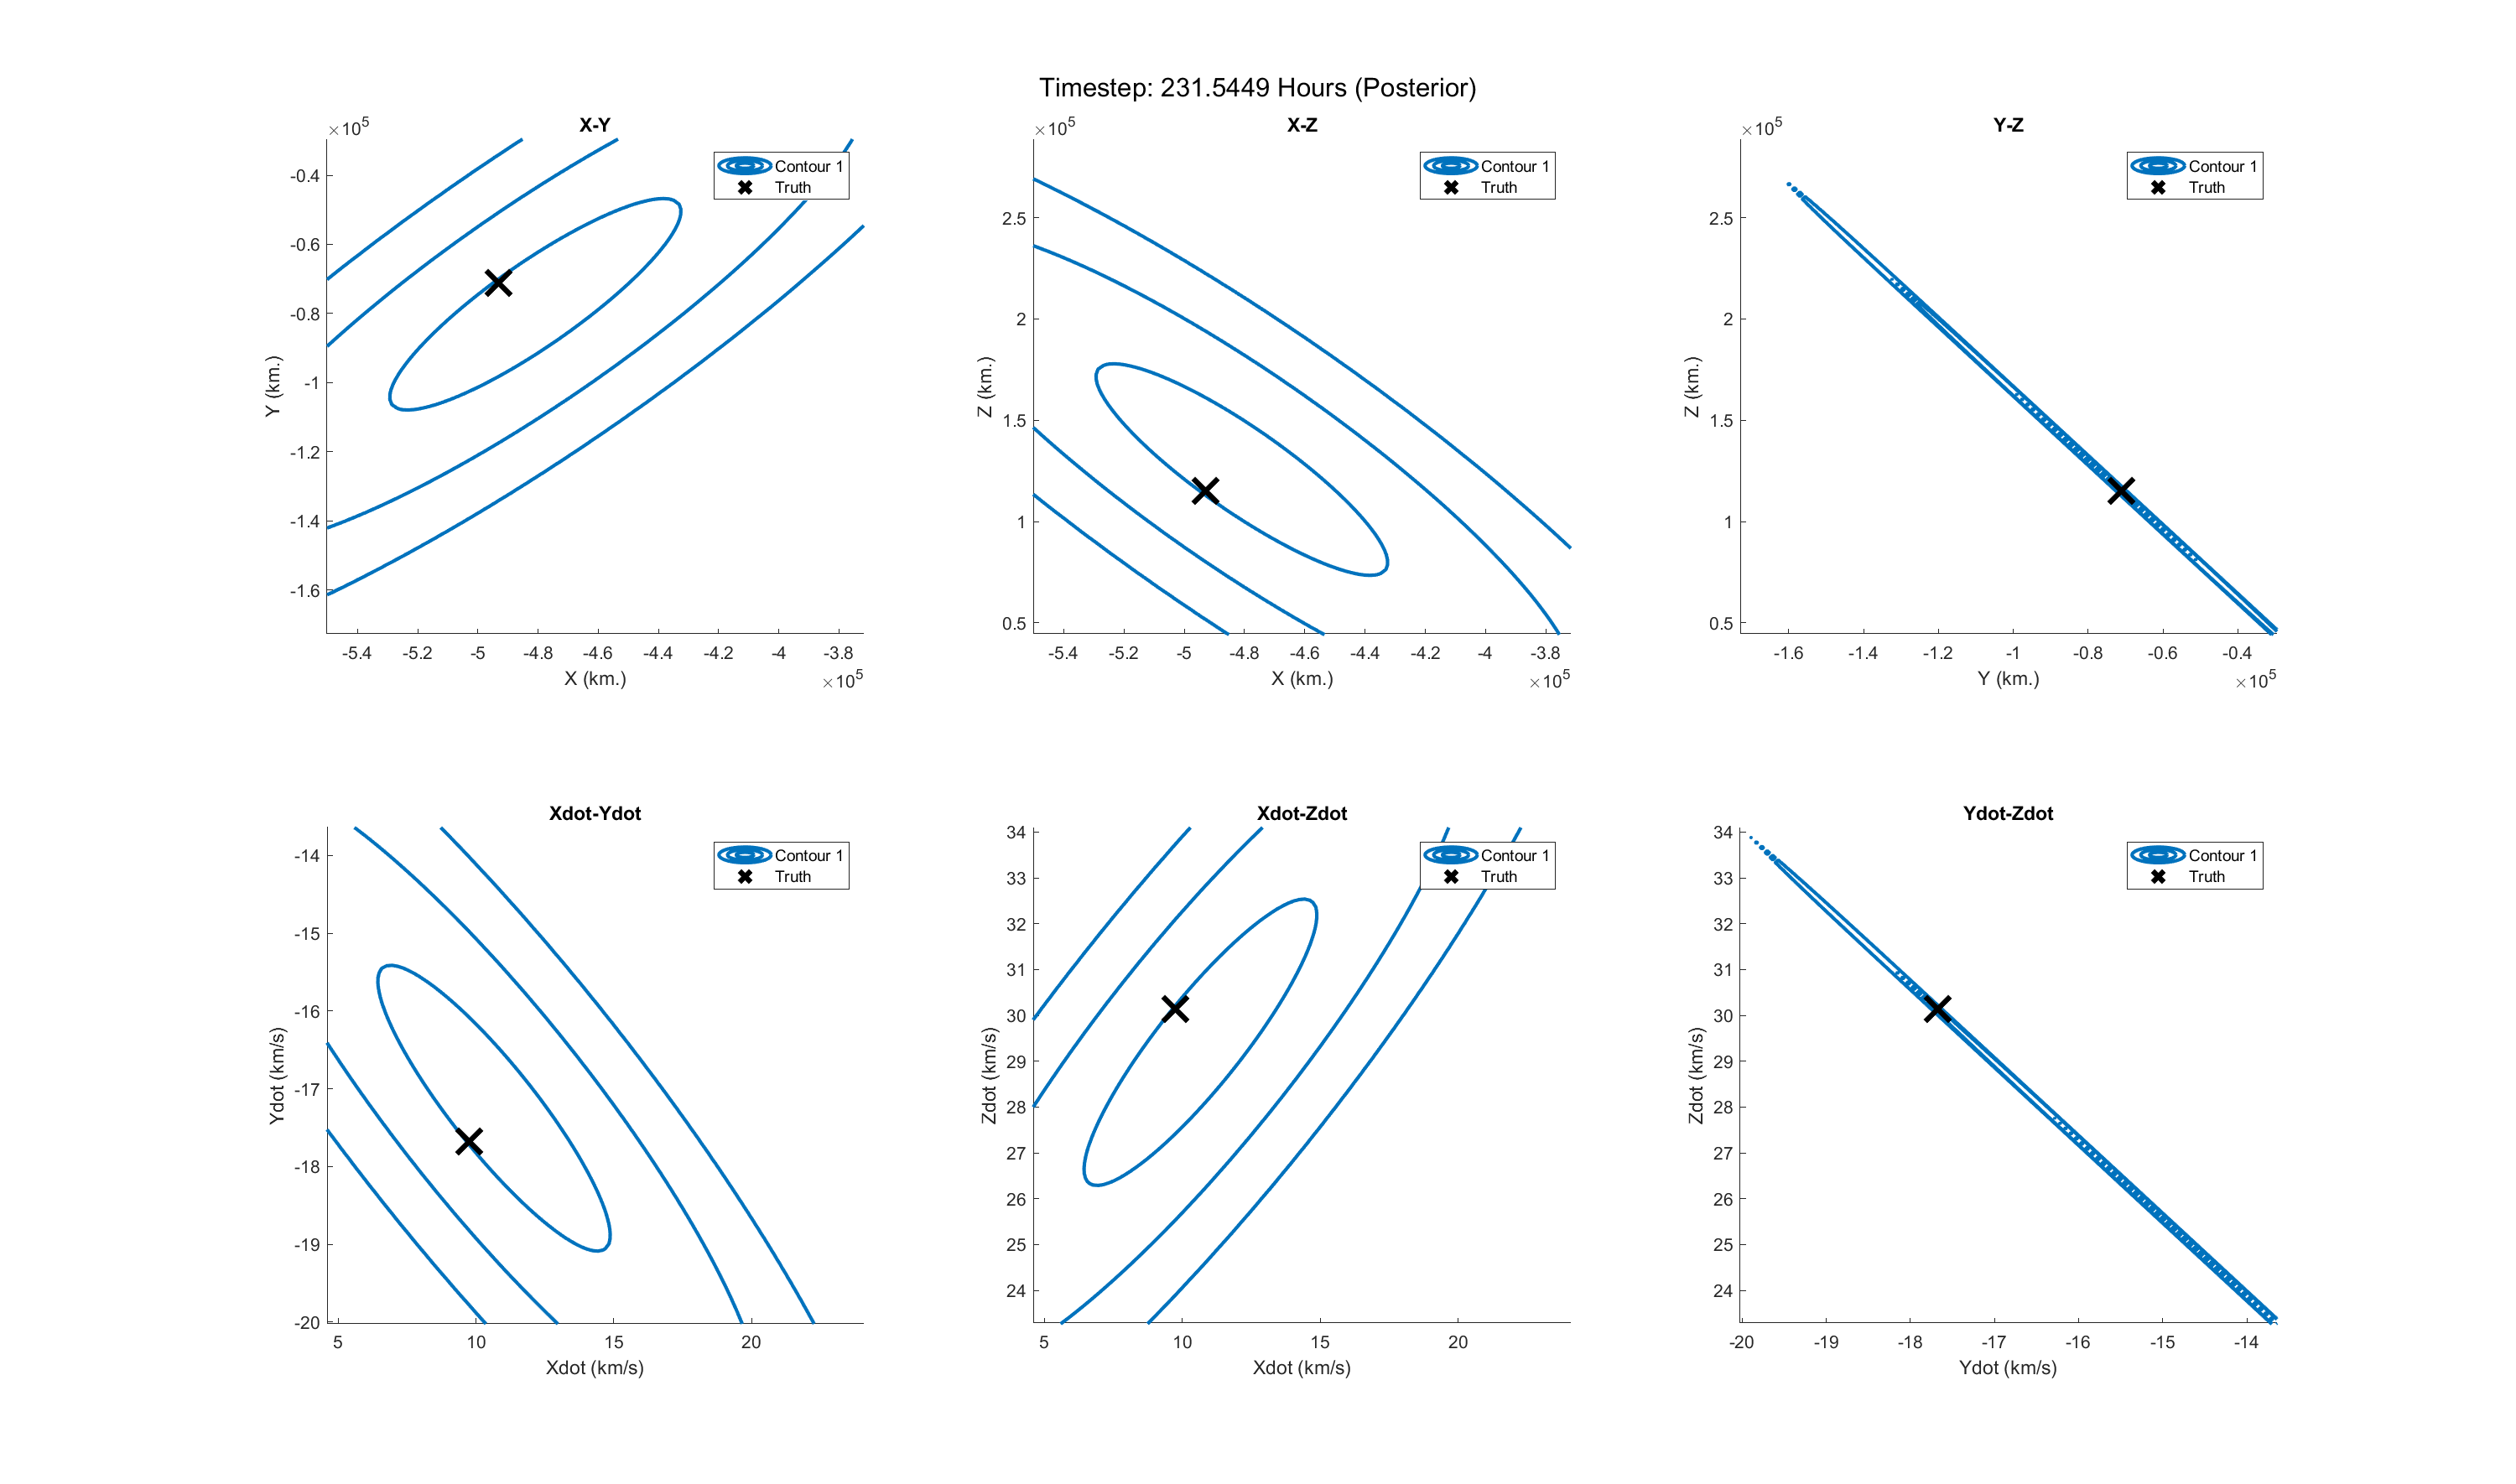 Timestep: 231.5449 Hours (Posterior)
X-Y
×10^5
Contour 1
Truth
-0.4
-0.6
-0.8
-1
-1.2
-1.4
-1.6
Y (km.)
-5.4 -5.2 -5 -4.8 -4.6 -4.4 -4.2 -4 -3.8
X (km.)
×10^5
X-Z
×10^5
Contour 1
Truth
2.5
2
1.5
1
0.5
Z (km.)
-5.4 -5.2 -5 -4.8 -4.6 -4.4 -4.2 -4 -3.8
X (km.)
×10^5
Y-Z
×10^5
Contour 1
Truth
2.5
2
1.5
1
0.5
Z (km.)
-1.6 -1.4 -1.2 -1 -0.8 -0.6 -0.4
Y (km.)
×10^5
Xdot-Ydot
Contour 1
Truth
-14
-15
-16
-17
-18
-19
-20
Ydot (km/s)
5 10 15 20
Xdot (km/s)
Xdot-Zdot
Contour 1
Truth
34
33
32
31
30
29
28
27
26
25
24
Zdot (km/s)
5 10 15 20
Xdot (km/s)
Ydot-Zdot
Contour 1
Truth
34
33
32
31
30
29
28
27
26
25
24
Zdot (km/s)
-20 -19 -18 -17 -16 -15 -14
Ydot (km/s)